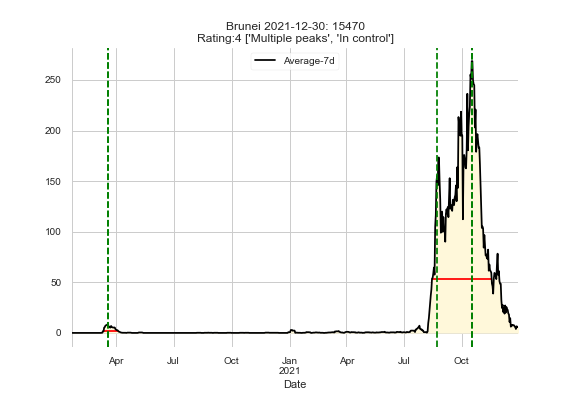 Brunei 2021-12-30: 15470
Rating:4 ['Multiple peaks', 'In control']
Average-7d
250
200
150
100
50
0
Apr Jul Oct Jan Apr Jul Oct
2021
Date